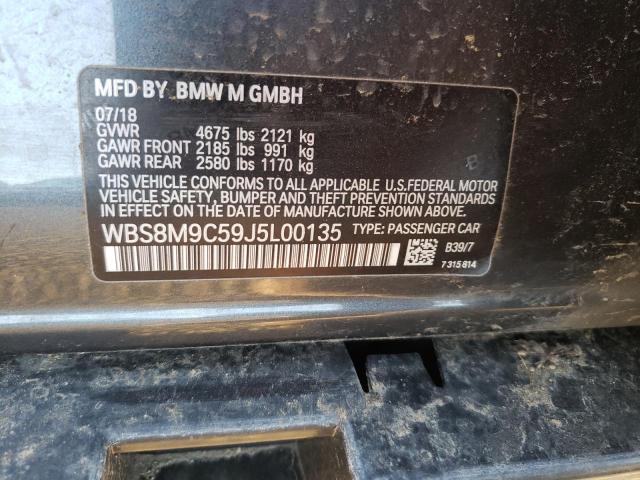 MFD BY BMW M GMBH
07/18
GVWR 4675 lbs 2121 kg
GAWR FRONT 2185 lbs 991 kg
GAWR REAR 2580 lbs 1170 kg
THIS VEHICLE CONFORMS TO ALL APPLICABLE U.S.FEDERAL MOTOR
VEHICLE SAFETY, BUMPER AND THEFT PREVENTION STANDARDS
IN EFFECT ON THE DATE OF MANUFACTURE SHOWN ABOVE.
WBS8M9C59J5L00135 TYPE: PASSENGER CAR
B39/7
7 315 814